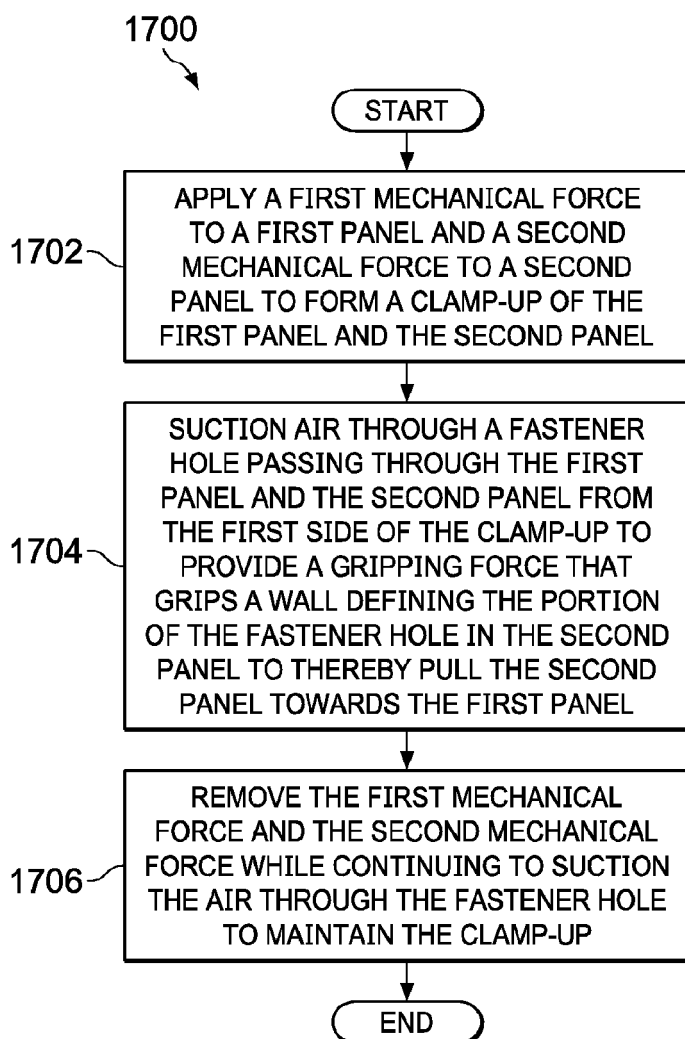 1700
START
1702
APPLY A FIRST MECHANICAL FORCE
TO A FIRST PANEL AND A SECOND
MECHANICAL FORCE TO A SECOND
PANEL TO FORM A CLAMP-UP OF THE
FIRST PANEL AND THE SECOND PANEL
1704
SUCTION AIR THROUGH A FASTENER
HOLE PASSING THROUGH THE FIRST
PANEL AND THE SECOND PANEL FROM
THE FIRST SIDE OF THE CLAMP-UP TO
PROVIDE A GRIPPING FORCE THAT
GRIPS A WALL DEFINING THE PORTION
OF THE FASTENER HOLE IN THE SECOND
PANEL TO THEREBY PULL THE SECOND
PANEL TOWARDS THE FIRST PANEL
1706
REMOVE THE FIRST MECHANICAL
FORCE AND THE SECOND MECHANICAL
FORCE WHILE CONTINUING TO SUCTION
THE AIR THROUGH THE FASTENER HOLE
TO MAINTAIN THE CLAMP-UP
END